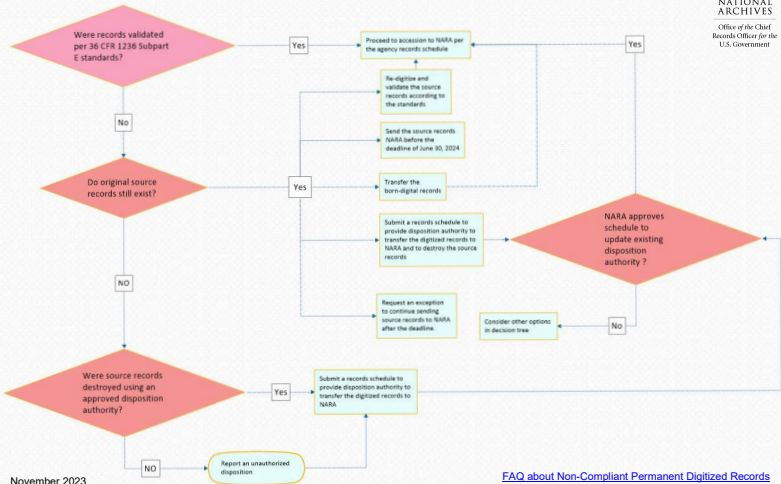 NATIONAL
ARCHIVES
Office of the Chief
Records Officer for the
U.S. Government
Were records validated
per 36 CFR 1236 Subpart
E standards?
Yes
Proceed to accession to NARA per
the agency records schedule
Yes
Re-digitize and
validate the source
records according to
the standards
No
Send the source records
NARA before the
deadline of June 30, 2024
Do original source
records still exist?
Yes
Transfer the
born-digital records
Submit a records schedule to
provide disposition authority to
transfer the digitized records to
NARA and to destroy the source
records
NARA approves
schedule to
update existing
disposition
authority ?
NO
Request an exception
to continue sending
source records to NARA
after the deadline.
Consider other options
in decision tree
No
Were source records
destroyed using an
approved disposition
authority?
Yes
Submit a records schedule to
provide disposition authority to
transfer the digitized records to
NARA
NO
Report an unauthorized
disposition
November 2023
FAQ about Non-Compliant Permanent Digitized Records